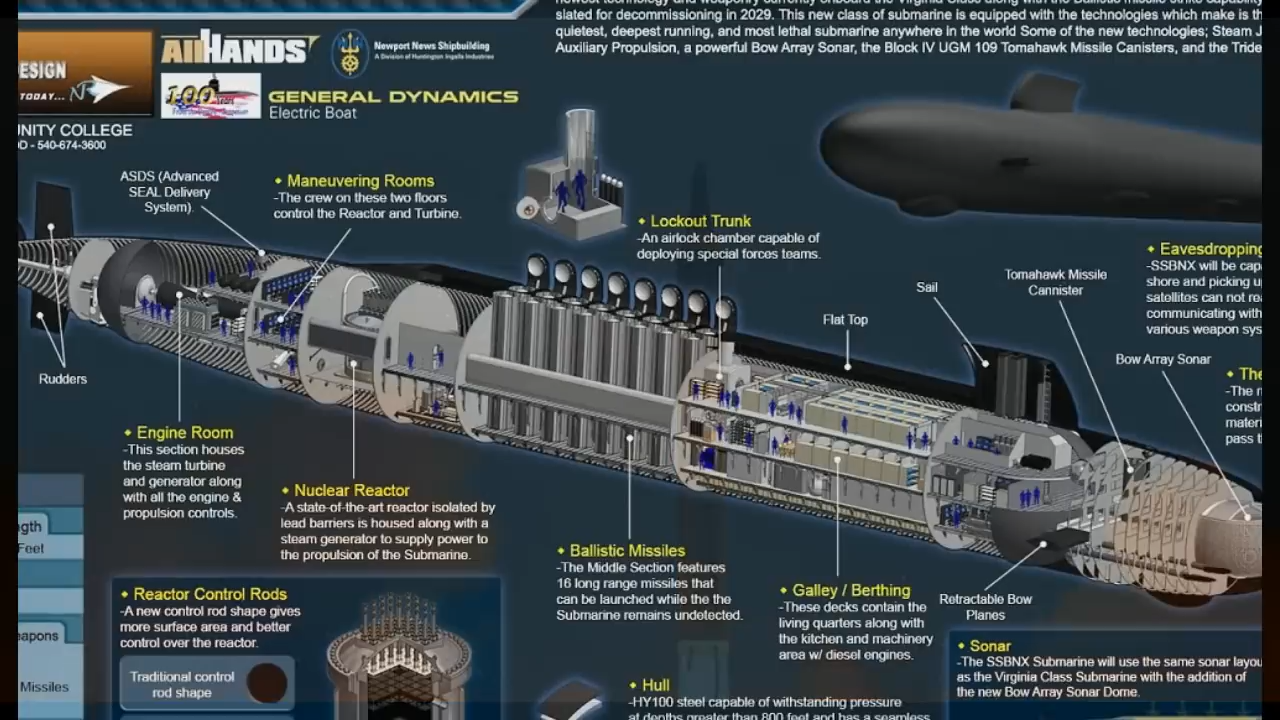 newest technology and weaponry currently onboard the Virginia Class along with the Ballistic missile strike capability
slated for decommissioning in 2029. This new class of submarine is equipped with the technologies which make is th
quietest, deepest running, and most lethal submarine anywhere in the world Some of the new technologies; Steam J
Auxiliary Propulsion, a powerful Bow Array Sonar, the Block IV UGM 109 Tomahawk Missile Canisters, and the Tride
ESIGN
TODAY...
AllHANDS
Newport News Shipbuilding
A Division of Huntington Ingalls Industries
100 Years
GENERAL DYNAMICS
Electric Boat
UNITY COLLEGE
OD - 540-674-3600
ASDS (Advanced
SEAL Delivery
System).
Maneuvering Rooms
-The crew on these two floors
control the Reactor and Turbine.
Lockout Trunk
-An airlock chamber capable of
deploying special forces teams.
Flat Top
Sail
Tomahawk Missile
Cannister
Eavesdropping
-SSBNX will be cap
shore and picking u
satellites can not re
communicating with
various weapon sys
Bow Array Sonar
The
-The n
constr
materi
pass t
Rudders
Engine Room
-This section houses
the steam turbine
and generator along
with all the engine &
propulsion controls.
Nuclear Reactor
-A state-of-the-art reactor isolated by
lead barriers is housed along with a
steam generator to supply power to
the propulsion of the Submarine.
Ballistic Missiles
-The Middle Section features
16 long range missiles that
can be launched while the the
Submarine remains undetected.
Galley / Berthing
-These decks contain the
living quarters along with
the kitchen and machinery
area w/ diesel engines.
Retractable Bow
Planes
Sonar
-The SSBNX Submarine will use the same sonar layou
as the Virginia Class Submarine with the addition of
the new Bow Array Sonar Dome.
ngth
Feet
eapons
Missiles
Reactor Control Rods
-A new control rod shape gives
more surface area and better
control over the reactor.
Traditional control
rod shape
Hull
-HY100 steel capable of withstanding pressure
at depths greater than 800 feet and has a seamless